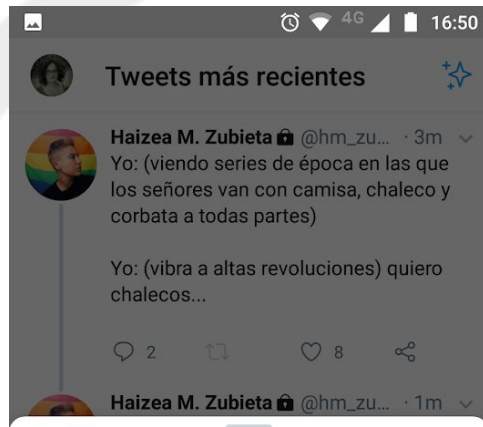 4G 16:50
Tweets más recientes
Haizea M. Zubieta @hm_zu... · 3m
Yo: (viendo series de época en las que
los señores van con camisa, chaleco y
corbata a todas partes)
Yo: (vibra a altas revoluciones) quiero
chalecos...
2 8
Haizea M. Zubieta @hm_zu... · 1m